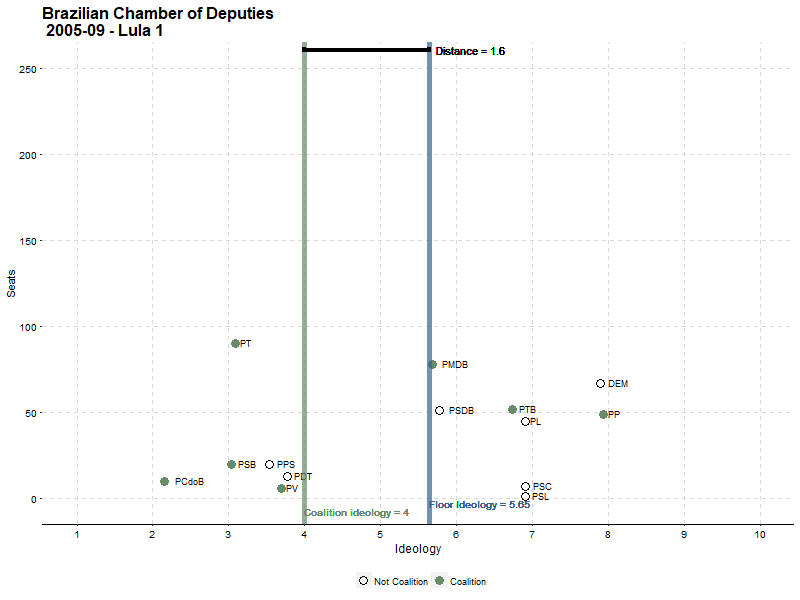 Brazilian Chamber of Deputies
2005-09 - Lula 1
Distance = 1.6
250
200
150
100
50
0
Seats
PT
PMDB
DEM
PSDB
PTB
PP
PL
PSB
PPS
PDT
PCdoB
PV
PSC
PSL
Floor Ideology = 5.65
Coalition ideology = 4
1 2 3 4 5 6 7 8 9 10
Ideology
Not Coalition Coalition